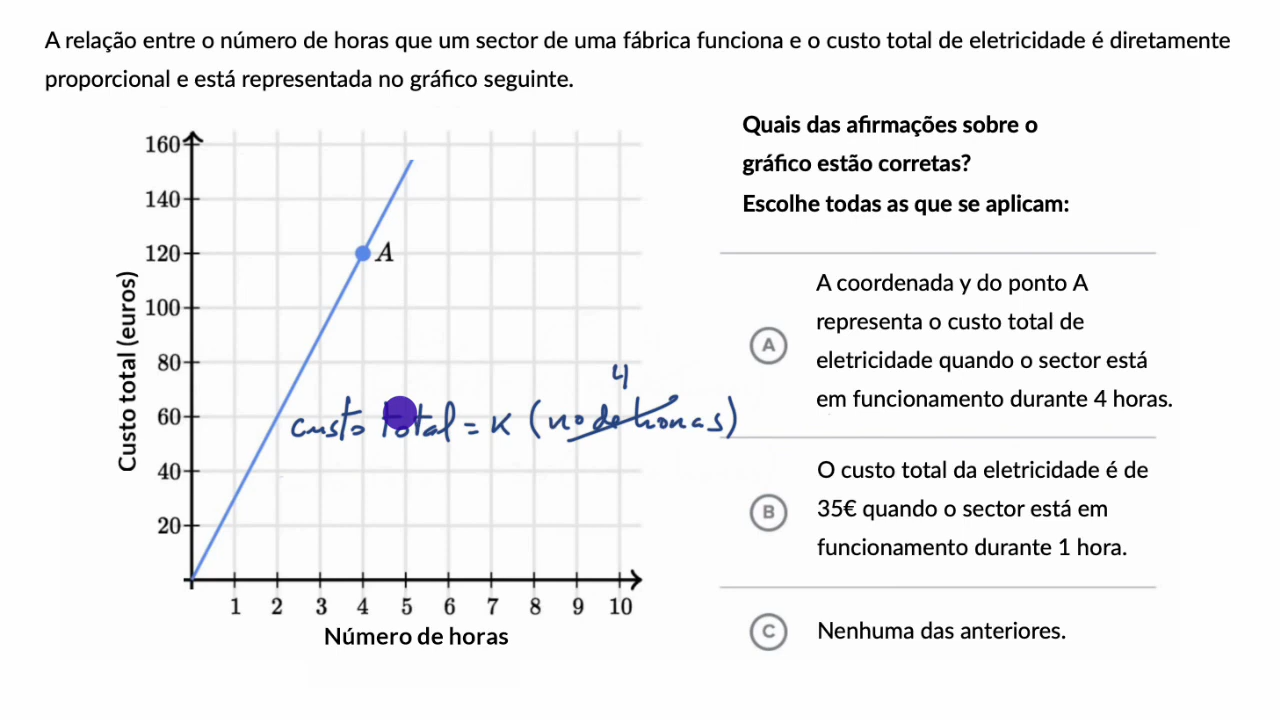 A relação entre o número de horas que um sector de uma fábrica funciona e o custo total de eletricidade é diretamente
proporcional e está representada no gráfico seguinte.
160
140
120
100
80
60
40
20
A
Custo total (euros)
1 2 3 4 5 6 7 8 9 10
Número de horas
4
custo total = K (no de horas)
Quais das afirmações sobre o
gráfico estão corretas?
Escolhe todas as que se aplicam:
A
A coordenada y do ponto A
representa o custo total de
eletricidade quando o sector está
em funcionamento durante 4 horas.
B
O custo total da eletricidade é de
35€ quando o sector está em
funcionamento durante 1 hora.
C
Nenhuma das anteriores.